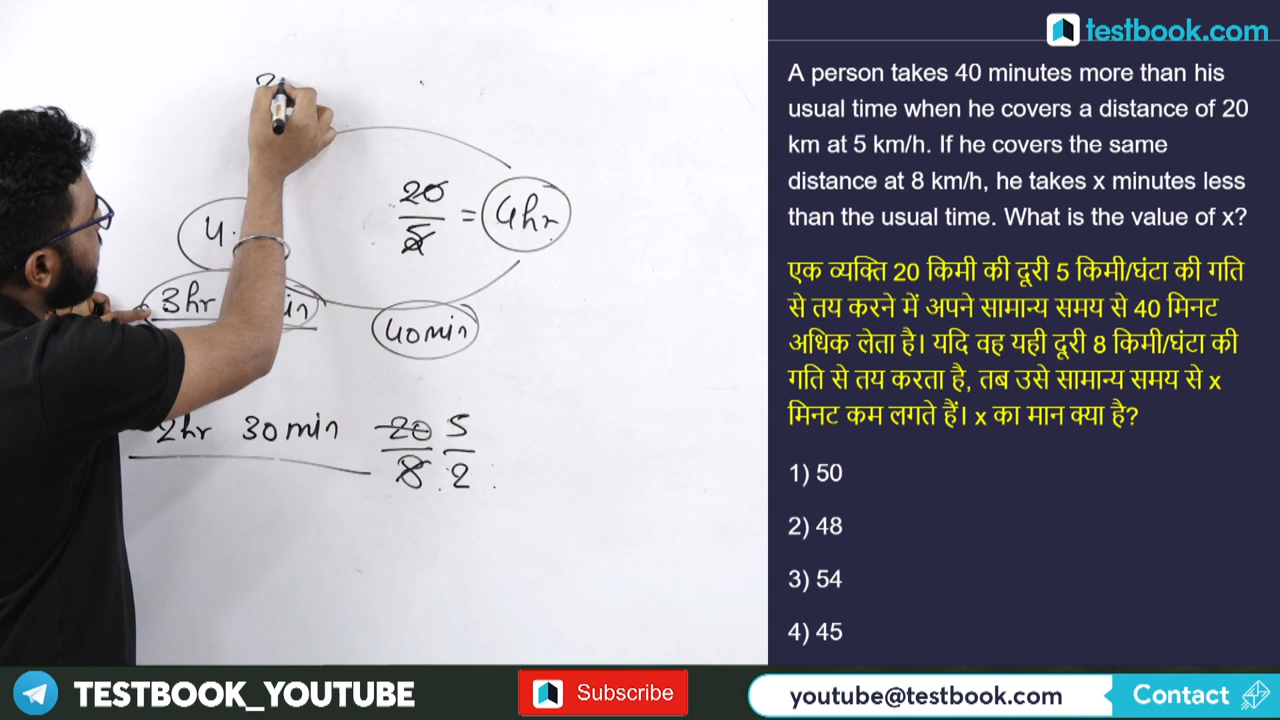 testbook.com
A person takes 40 minutes more than his
usual time when he covers a distance of 20
km at 5 km/h. If he covers the same
distance at 8 km/h, he takes x minutes less
than the usual time. What is the value of x?
एक व्यक्ति 20 किमी की दूरी 5 किमी/घंटा की गति
से तय करने में अपने सामान्य समय से 40 मिनट
अधिक लेता है। यदि वह यही दूरी 8 किमी/घंटा की
गति से तय करता है, तब उसे सामान्य समय से x
मिनट कम लगते हैं। x का मान क्या है?
1) 50
2) 48
3) 54
4) 45
20
5
= 4hr
4.
3hr in
40min
2hr 30 min
20 5
8 2
TESTBOOK_YOUTUBE
Subscribe
youtube@testbook.com
Contact